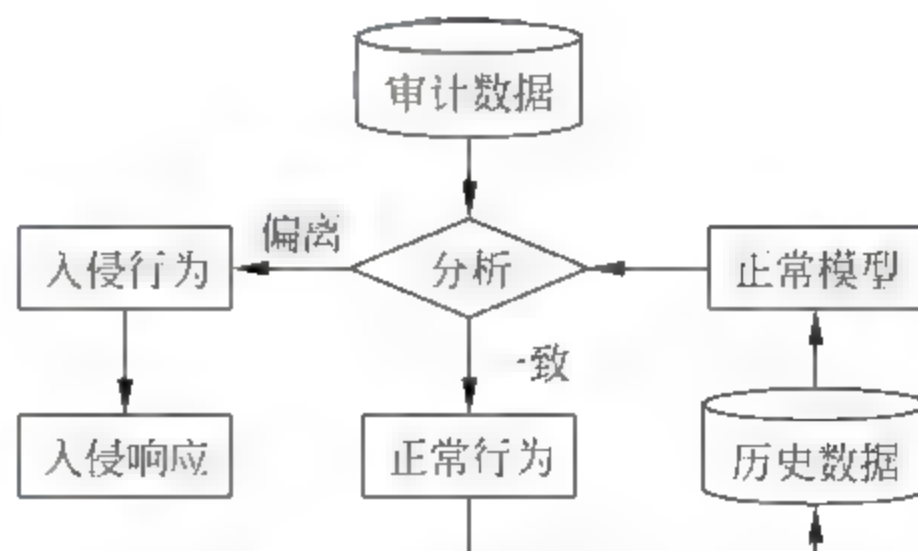 审计数据
偏离
入侵行为
分析
正常模型
一致
入侵响应
正常行为
历史数据